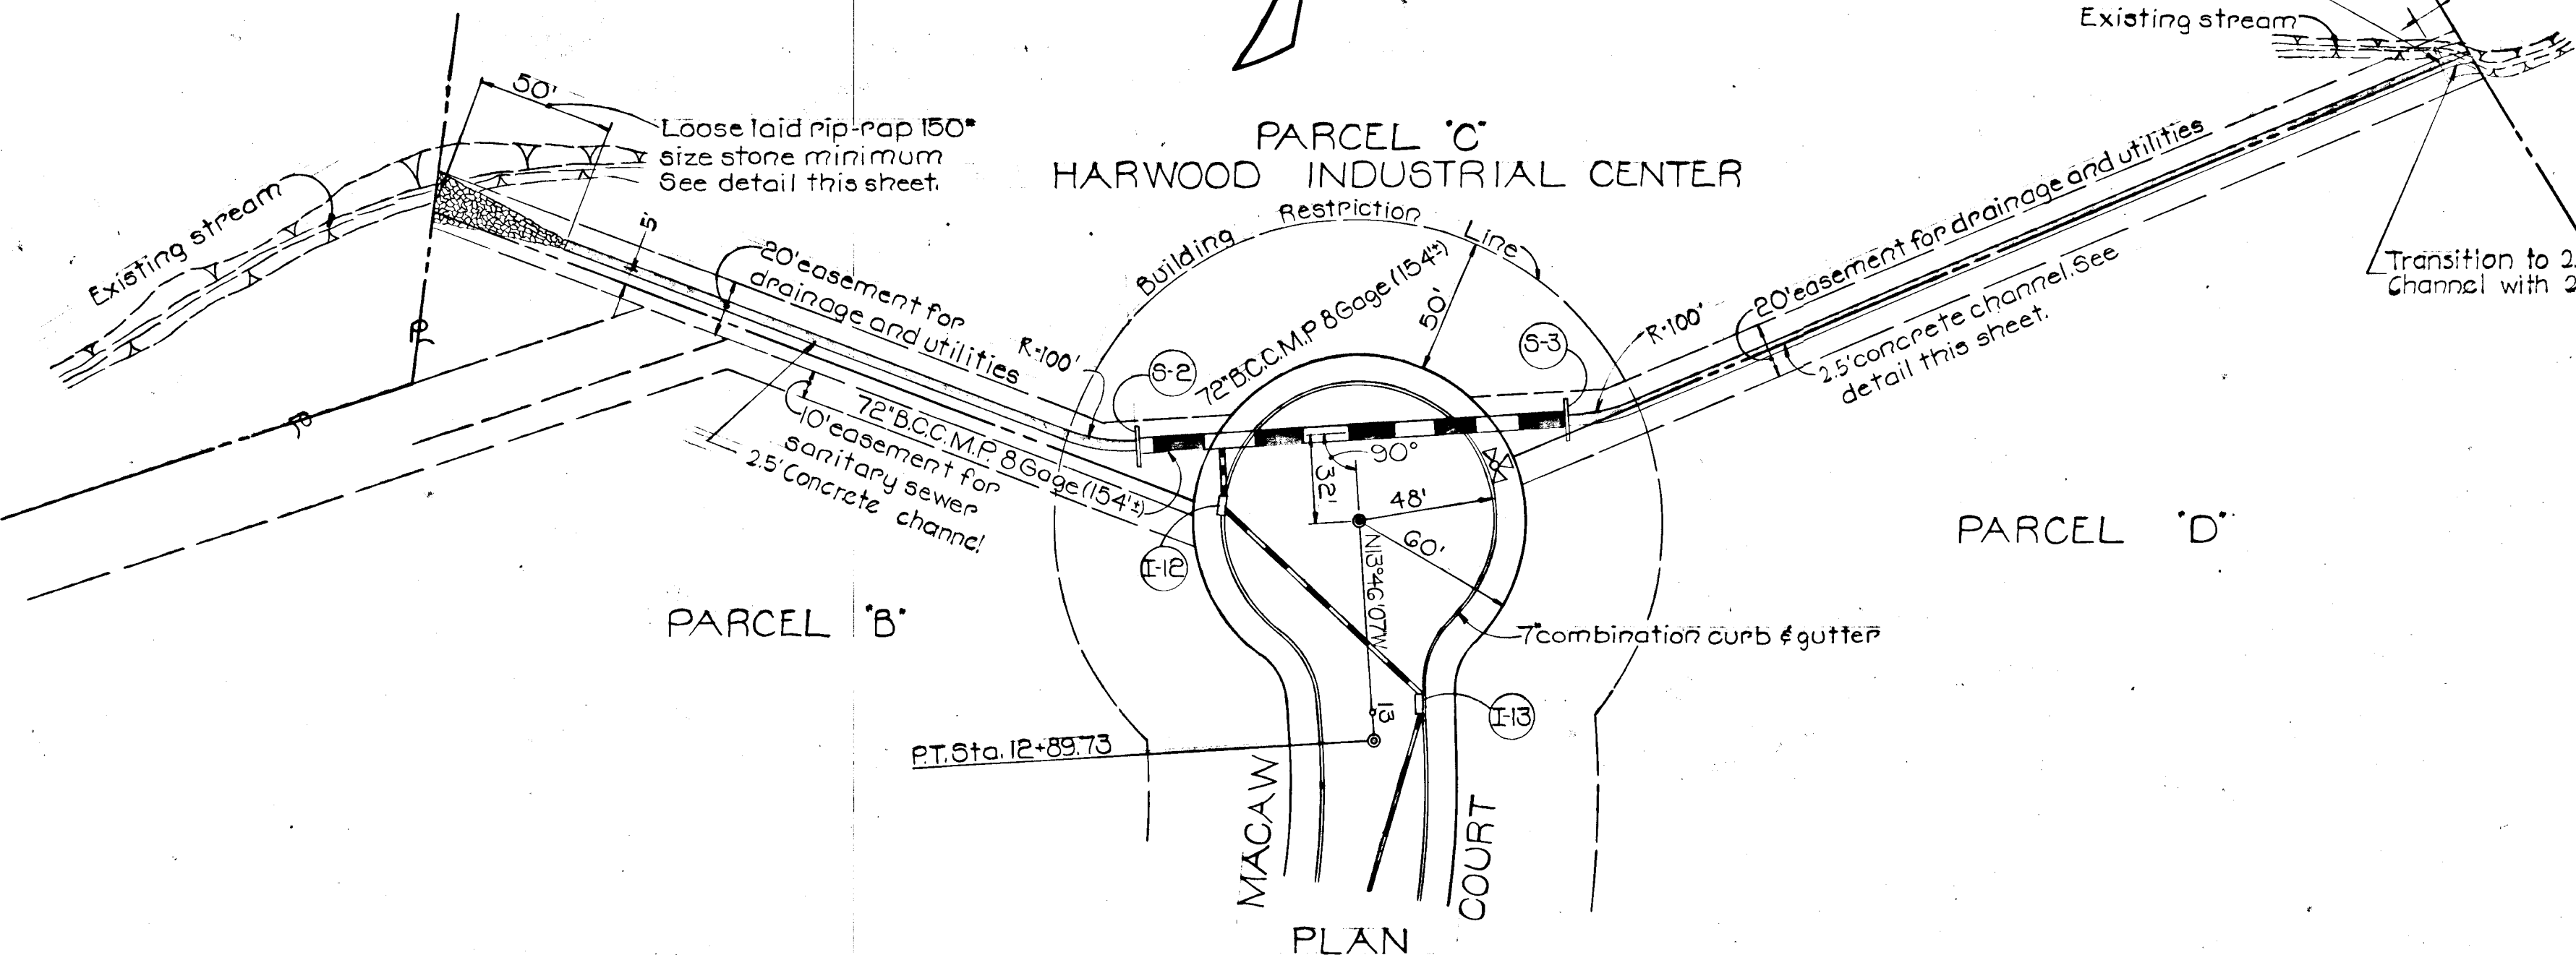 Existing stream
50'
Loose laid rip-rap 150#
size stone minimum
See detail this sheet.
PARCEL "C"
HARWOOD INDUSTRIAL CENTER
Existing stream
5'
20' easement for
drainage and utilities
R=100'
Building Restriction Line
72" B.C.C.M.P. 8 Gage (154'±)
50'
S-2
S-3
R=100'
20' easement for drainage and utilities
2.5' concrete channel. See
detail this sheet.
Transition to 2
Channel with 2
72" B.C.C.M.P. 8 Gage (154'±)
10' easement for
sanitary sewer
2.5' Concrete channel
90°
32'
48'
60'
N13°46'07"W
I-12
PARCEL "B"
PARCEL "D"
7" combination curb & gutter
13
I-13
P.T. Sta. 12+89.73
MACAW
COURT
PLAN